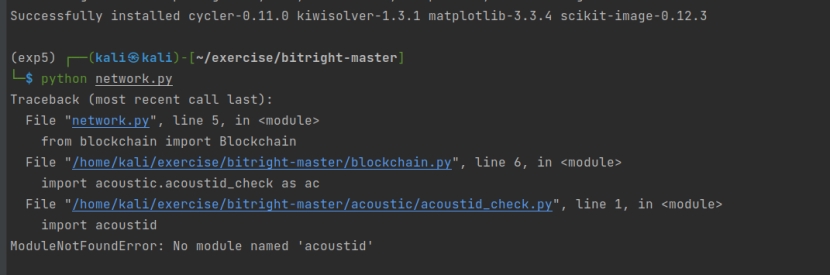 Successfully installed cycler-0.11.0 kiwisolver-1.3.1 matplotlib-3.3.4 scikit-image-0.12.3
(exp5) ┌──(kali㉿kali)-[~/exercise/bitright-master]
└─$ python network.py
Traceback (most recent call last):
  File "network.py", line 5, in <module>
    from blockchain import Blockchain
  File "/home/kali/exercise/bitright-master/blockchain.py", line 6, in <module>
    import acoustic.acoustid_check as ac
  File "/home/kali/exercise/bitright-master/acoustic/acoustid_check.py", line 1, in <module>
    import acoustid
ModuleNotFoundError: No module named 'acoustid'